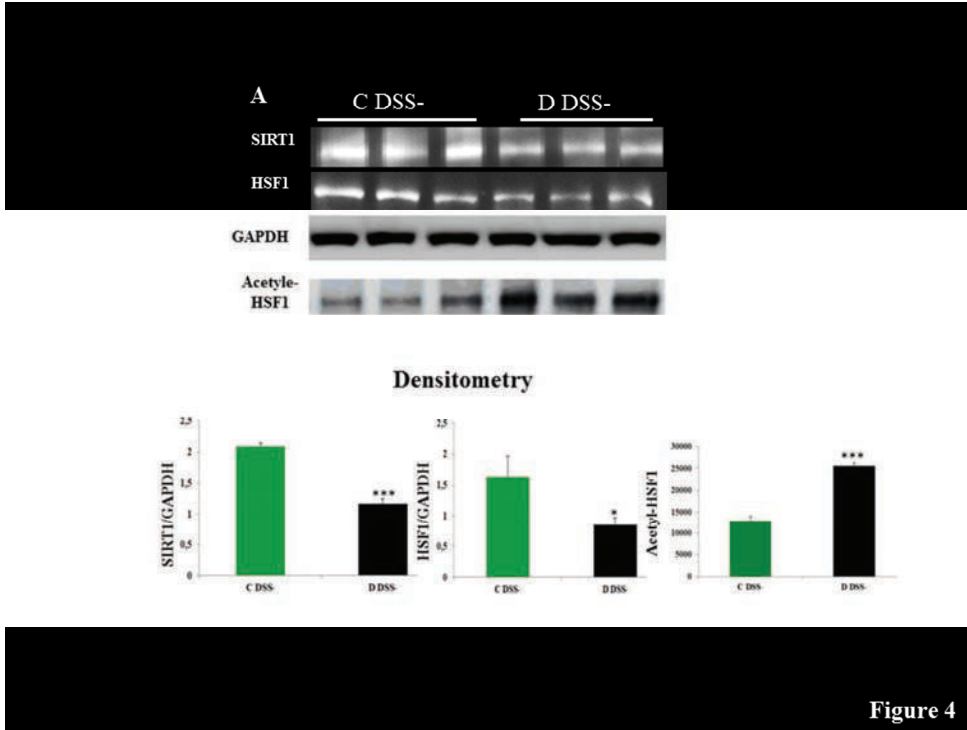 A
C DSS-
D DSS-
SIRT1
HSF1
GAPDH
Acetyle-
HSF1
Densitometry
SIRT1/GAPDH
2,5
2
1,5
1
0,5
0
***
C DSS-
D DSS-
HSF1/GAPDH
2,5
2
1,5
1
0,5
0
*
C DSS-
D DSS-
Acetyl-HSF1
30000
25000
20000
15000
10000
5000
0
***
C DSS-
D DSS-
Figure 4